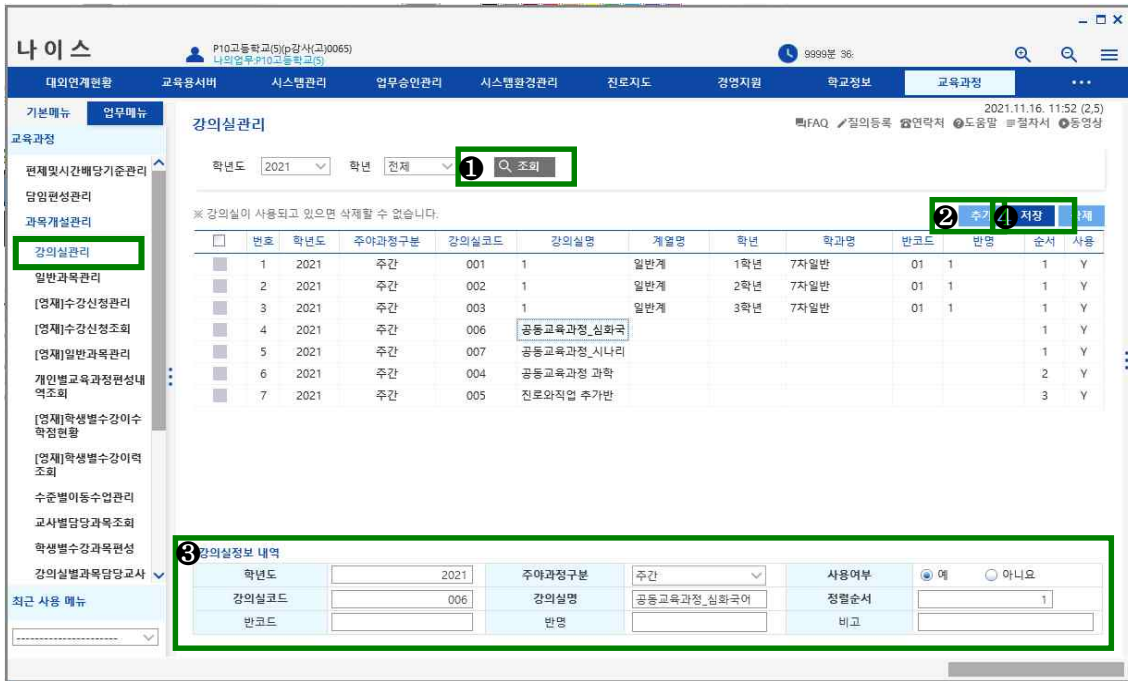 나이스
P10고등학교(5)(p강사(고)0065)
나의업무:P10고등학교(5)
9999분 36:
대외연계현황 교육용서버 시스템관리 업무승인관리 시스템환경관리 진로지도 경영지원 학교정보 교육과정 ···
기본메뉴 업무메뉴
2021.11.16. 11:52 (2,5)
강의실관리
FAQ 질의등록 연락처 도움말 절차서 동영상
교육과정
편제및시간배당기준관리
담임편성관리
과목개설관리
강의실관리
일반과목관리
[영재]수강신청관리
[영재]수강신청조회
[영재]일반과목관리
개인별교육과정편성내
역조회
[영재]학생별수강이수
학점현황
[영재]학생별수강이력
조회
수준별이동수업관리
교사별담당과목조회
학생별수강과목편성
강의실별과목담당교사
최근 사용 메뉴
----------------------
학년도 2021 학년 전체 ❶ 조회
※ 강의실이 사용되고 있으면 삭제할 수 없습니다.
❷ 추가 ❹ 저장 삭제
번호 학년도 주야과정구분 강의실코드 강의실명 계열명 학년 학과명 반코드 반명 순서 사용
1 2021 주간 001 1 일반계 1학년 7차일반 01 1 1 Y
2 2021 주간 002 1 일반계 2학년 7차일반 01 1 1 Y
3 2021 주간 003 1 일반계 3학년 7차일반 01 1 1 Y
4 2021 주간 006 공동교육과정_심화국 1 Y
5 2021 주간 007 공동교육과정_시나리 1 Y
6 2021 주간 004 공동교육과정 과학 2 Y
7 2021 주간 005 진로와직업 추가반 3 Y
❸ 강의실정보 내역
학년도 2021 주야과정구분 주간 사용여부 예 아니요
강의실코드 006 강의실명 공동교육과정_심화국어 정렬순서 1
반코드 반명 비고